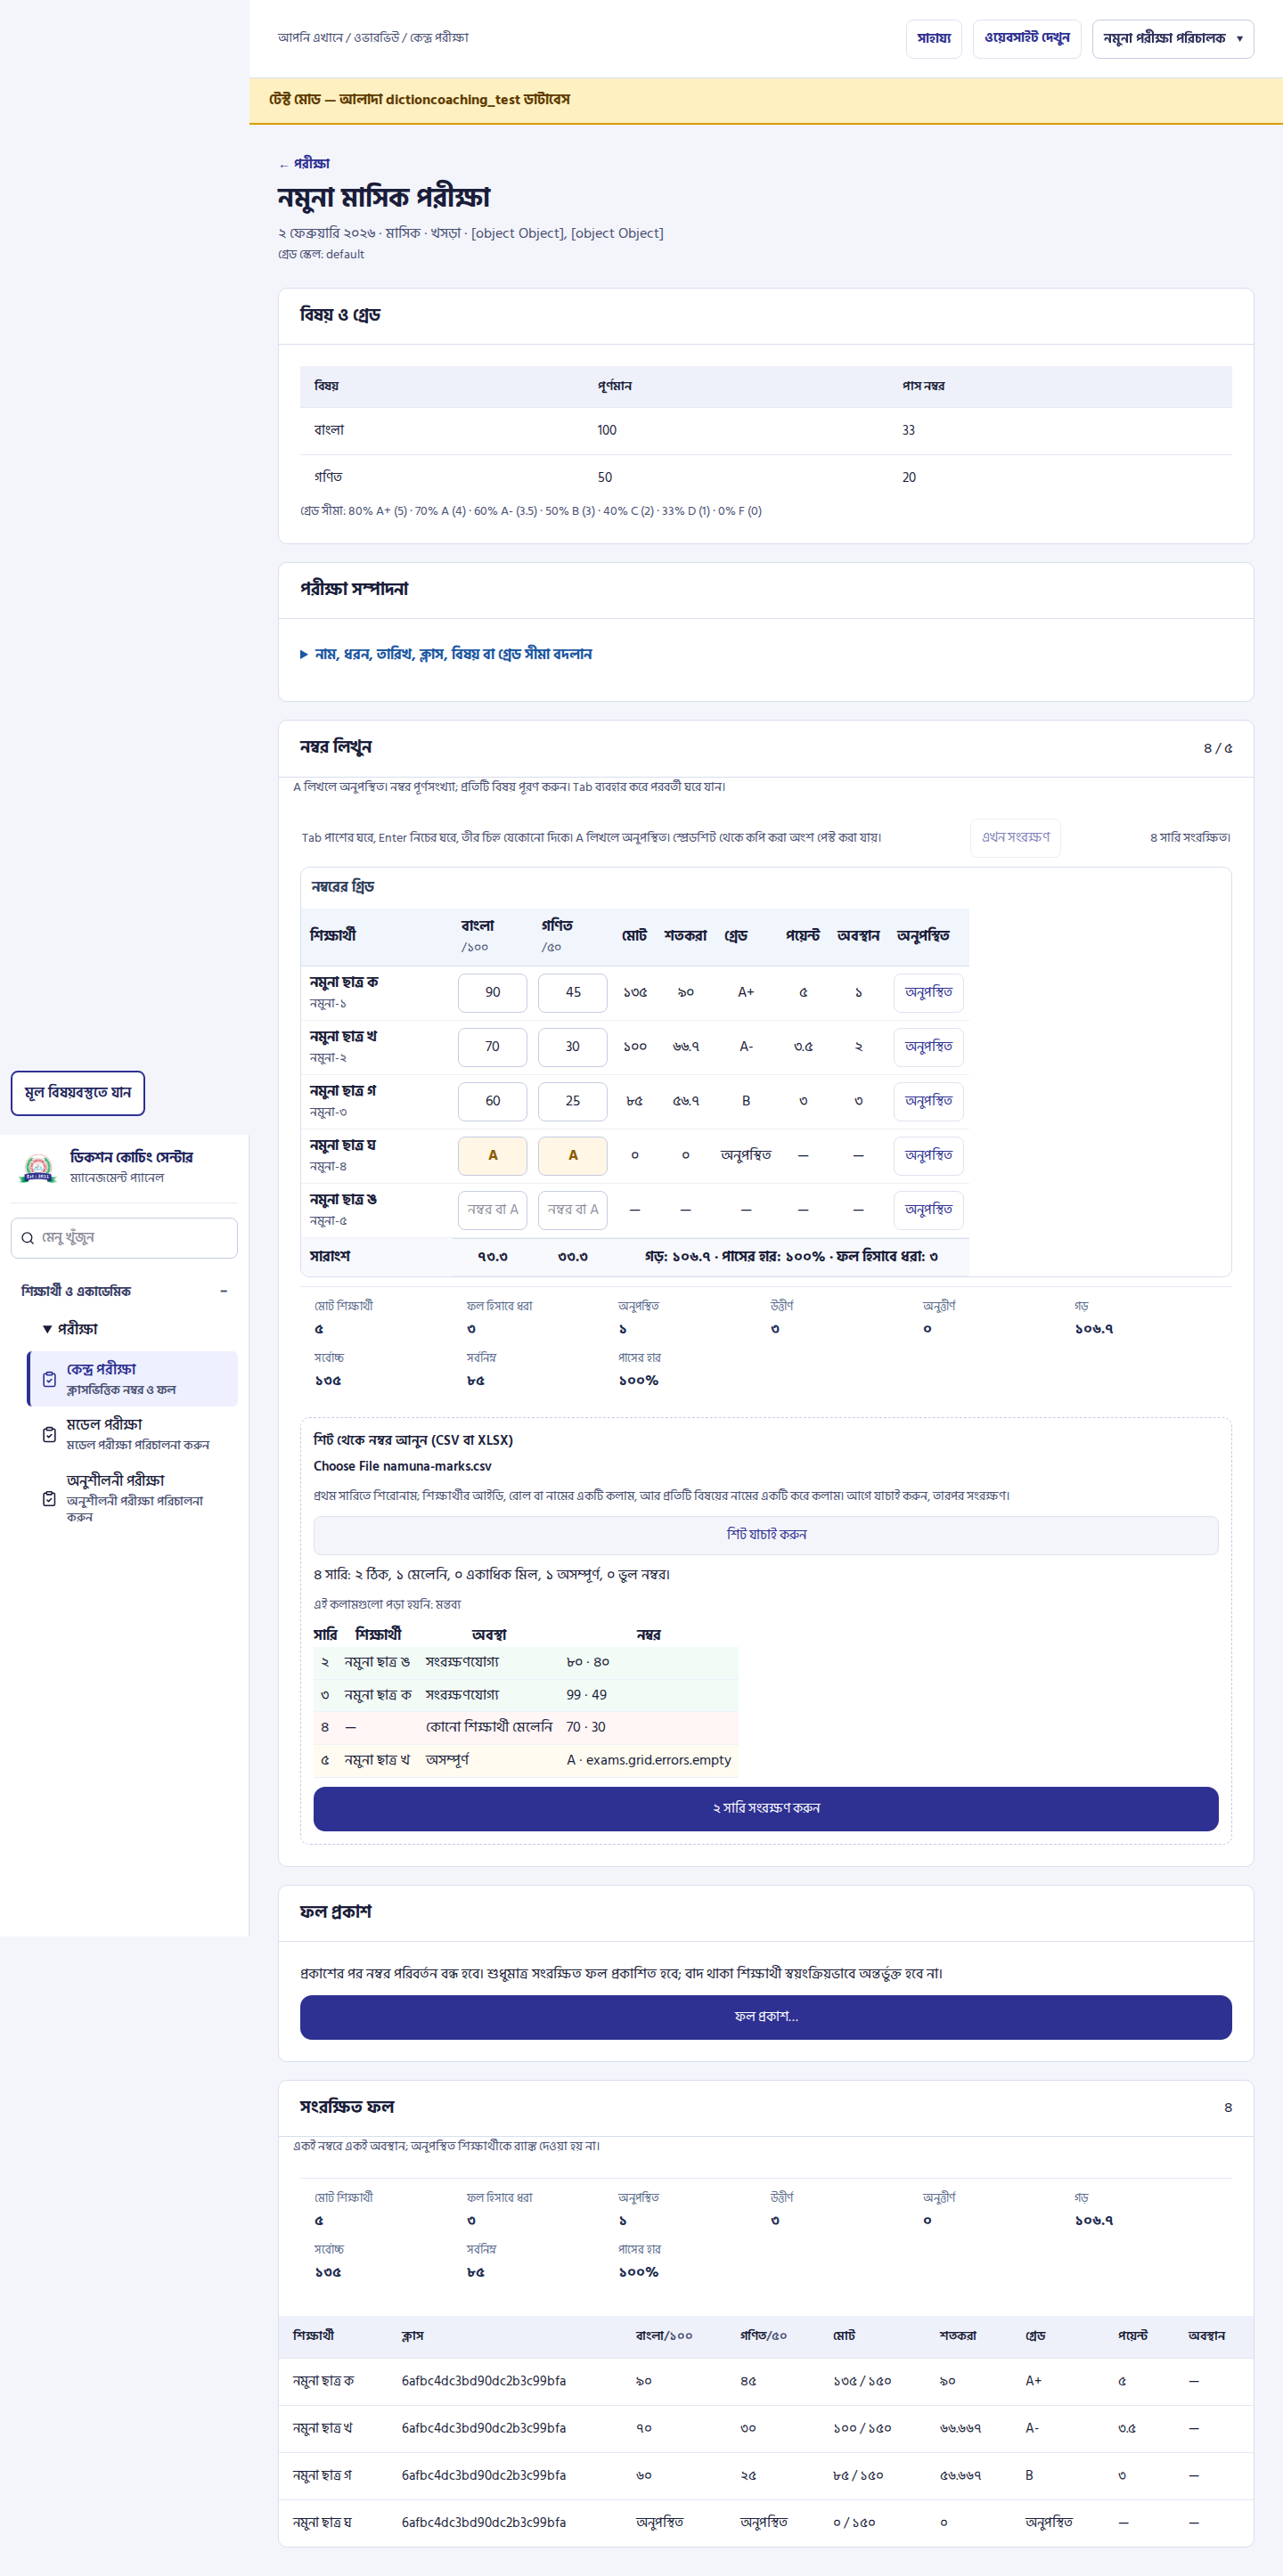 আপনি এখানে / ওভারভিউ / কেন্দ্র পরীক্ষা
সাহায্য
ওয়েবসাইট দেখুন
নমুনা পরীক্ষা পরিচালক ▾
টেস্ট মোড — আলাদা dictioncoaching_test ডাটাবেস
← পরীক্ষা
নমুনা মাসিক পরীক্ষা
২ ফেব্রুয়ারি ২০২৬ · মাসিক · খসড়া · [object Object], [object Object]
গ্রেড স্কেল: default
বিষয় ও গ্রেড
বিষয় পূর্ণমান পাস নম্বর
বাংলা 100 33
গণিত 50 20
গ্রেড সীমা: 80% A+ (5) · 70% A (4) · 60% A- (3.5) · 50% B (3) · 40% C (2) · 33% D (1) · 0% F (0)
পরীক্ষা সম্পাদনা
▶ নাম, ধরন, তারিখ, ক্লাস, বিষয় বা গ্রেড সীমা বদলান
নম্বর লিখুন ৪ / ৫
A লিখলে অনুপস্থিত। নম্বর পূর্ণসংখ্যা; প্রতিটি বিষয় পূরণ করুন। Tab ব্যবহার করে পরবর্তী ঘরে যান।
Tab পাশের ঘরে, Enter নিচের ঘরে, তীর চিহ্ন যেকোনো দিকে। A লিখলে অনুপস্থিত। স্প্রেডশিট থেকে কপি করা অংশ পেস্ট করা যায়।
এখন সংরক্ষণ
৪ সারি সংরক্ষিত।
নম্বরের গ্রিড
শিক্ষার্থী বাংলা /১০০ গণিত /৫০ মোট শতকরা গ্রেড পয়েন্ট অবস্থান অনুপস্থিত
নমুনা ছাত্র ক 90 45 ১৩৫ ৯০ A+ ৫ ১ অনুপস্থিত
নমুনা-১
নমুনা ছাত্র খ 70 30 ১০০ ৬৬.৭ A- ৩.৫ ২ অনুপস্থিত
নমুনা-২
নমুনা ছাত্র গ 60 25 ৮৫ ৫৬.৭ B ৩ ৩ অনুপস্থিত
নমুনা-৩
নমুনা ছাত্র ঘ A A ০ ০ অনুপস্থিত — — অনুপস্থিত
নমুনা-৪
নমুনা ছাত্র ঙ নম্বর বা A নম্বর বা A — — — — — অনুপস্থিত
নমুনা-৫
সারাংশ ৭৩.৩ ৩৩.৩ গড়: ১০৬.৭ · পাসের হার: ১০০% · ফল হিসাবে ধরা: ৩
মোট শিক্ষার্থী ফল হিসাবে ধরা অনুপস্থিত উত্তীর্ণ অনুত্তীর্ণ গড়
৫ ৩ ১ ৩ ০ ১০৬.৭
সর্বোচ্চ সর্বনিম্ন পাসের হার
১৩৫ ৮৫ ১০০%
শিট থেকে নম্বর আনুন (CSV বা XLSX)
Choose File namuna-marks.csv
প্রথম সারিতে শিরোনাম; শিক্ষার্থীর আইডি, রোল বা নামের একটি কলাম, আর প্রতিটি বিষয়ের নামের একটি করে কলাম। আগে যাচাই করুন, তারপর সংরক্ষণ।
শিট যাচাই করুন
৪ সারি: ২ ঠিক, ১ মেলেনি, ০ একাধিক মিল, ১ অসম্পূর্ণ, ০ ভুল নম্বর।
এই কলামগুলো পড়া হয়নি: মন্তব্য
সারি শিক্ষার্থী অবস্থা নম্বর
২ নমুনা ছাত্র ঙ সংরক্ষণযোগ্য ৮০ · ৪০
৩ নমুনা ছাত্র ক সংরক্ষণযোগ্য 99 · 49
৪ — কোনো শিক্ষার্থী মেলেনি 70 · 30
৫ নমুনা ছাত্র খ অসম্পূর্ণ A · exams.grid.errors.empty
২ সারি সংরক্ষণ করুন
মূল বিষয়বস্তুতে যান
EST : 2015
ডিকশন কোচিং সেন্টার
ম্যানেজমেন্ট প্যানেল
মেনু খুঁজুন
শিক্ষার্থী ও একাডেমিক −
▼ পরীক্ষা
কেন্দ্র পরীক্ষা
ক্লাসভিত্তিক নম্বর ও ফল
মডেল পরীক্ষা
মডেল পরীক্ষা পরিচালনা করুন
অনুশীলনী পরীক্ষা
অনুশীলনী পরীক্ষা পরিচালনা
করুন
ফল প্রকাশ
প্রকাশের পর নম্বর পরিবর্তন বন্ধ হবে। শুধুমাত্র সংরক্ষিত ফল প্রকাশিত হবে; বাদ থাকা শিক্ষার্থী স্বয়ংক্রিয়ভাবে অন্তর্ভুক্ত হবে না।
ফল প্রকাশ...
সংরক্ষিত ফল ৪
একই নম্বরে একই অবস্থান; অনুপস্থিত শিক্ষার্থীকে র‍্যাঙ্ক দেওয়া হয় না।
মোট শিক্ষার্থী ফল হিসাবে ধরা অনুপস্থিত উত্তীর্ণ অনুত্তীর্ণ গড়
৫ ৩ ১ ৩ ০ ১০৬.৭
সর্বোচ্চ সর্বনিম্ন পাসের হার
১৩৫ ৮৫ ১০০%
শিক্ষার্থী ক্লাস বাংলা/১০০ গণিত/৫০ মোট শতকরা গ্রেড পয়েন্ট অবস্থান
নমুনা ছাত্র ক 6afbc4dc3bd90dc2b3c99bfa ৯০ ৪৫ ১৩৫ / ১৫০ ৯০ A+ ৫ —
নমুনা ছাত্র খ 6afbc4dc3bd90dc2b3c99bfa ৭০ ৩০ ১০০ / ১৫০ ৬৬.৬৬৭ A- ৩.৫ —
নমুনা ছাত্র গ 6afbc4dc3bd90dc2b3c99bfa ৬০ ২৫ ৮৫ / ১৫০ ৫৬.৬৬৭ B ৩ —
নমুনা ছাত্র ঘ 6afbc4dc3bd90dc2b3c99bfa অনুপস্থিত অনুপস্থিত ০ / ১৫০ ০ অনুপস্থিত — —